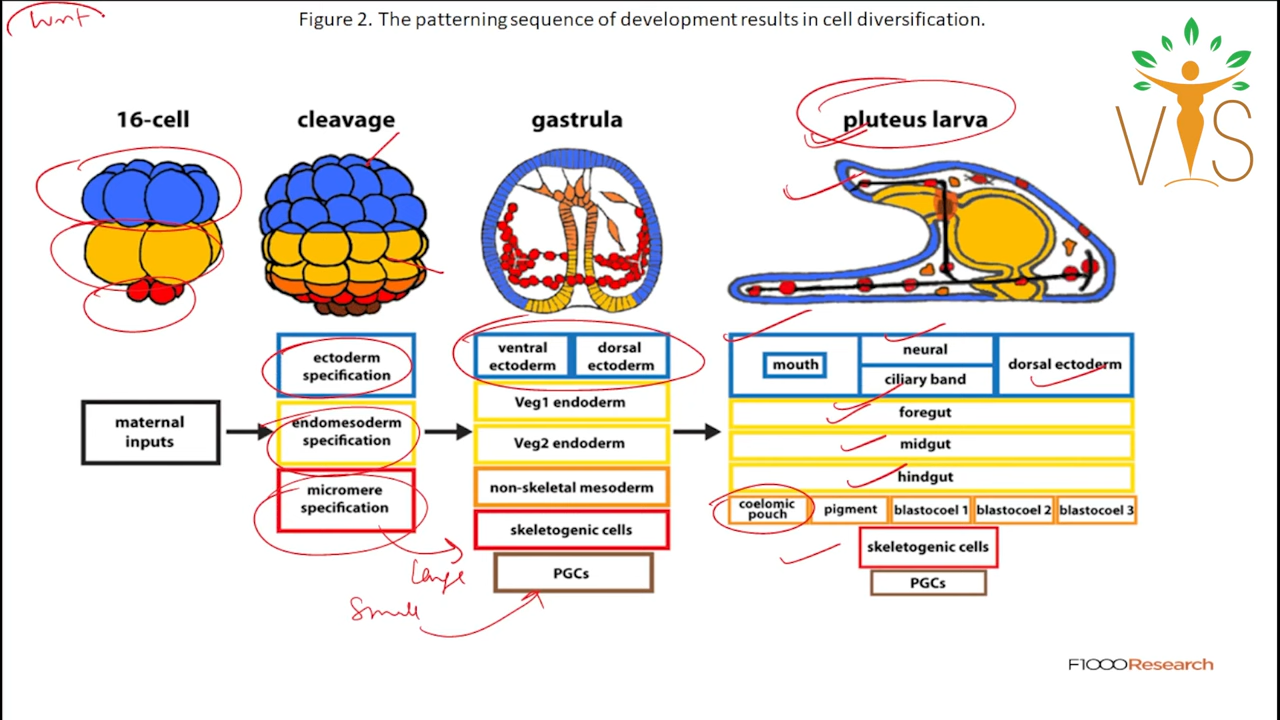 Wnt
Figure 2. The patterning sequence of development results in cell diversification.
VIS
16-cell
cleavage
gastrula
pluteus larva
maternal
inputs
ectoderm
specification
endomesoderm
specification
micromere
specification
ventral
ectoderm
dorsal
ectoderm
Veg1 endoderm
Veg2 endoderm
non-skeletal mesoderm
skeletogenic cells
PGCs
mouth
neural
ciliary band
dorsal ectoderm
foregut
midgut
hindgut
coelomic
pouch
pigment
blastocoel 1
blastocoel 2
blastocoel 3
skeletogenic cells
PGCs
Large
Small
F1000Research